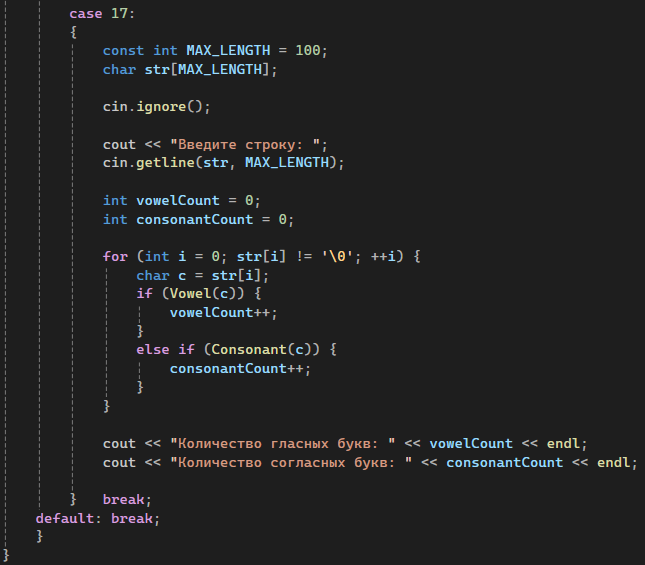 case 17:
{
const int MAX_LENGTH = 100;
char str[MAX_LENGTH];
cin.ignore();
cout << "Введите строку: ";
cin.getline(str, MAX_LENGTH);
int vowelCount = 0;
int consonantCount = 0;
for (int i = 0; str[i] != '\0'; ++i) {
char c = str[i];
if (Vowel(c)) {
vowelCount++;
}
else if (Consonant(c)) {
consonantCount++;
}
}
cout << "Количество гласных букв: " << vowelCount << endl;
cout << "Количество согласных букв: " << consonantCount << endl;
} break;
default: break;
}
}